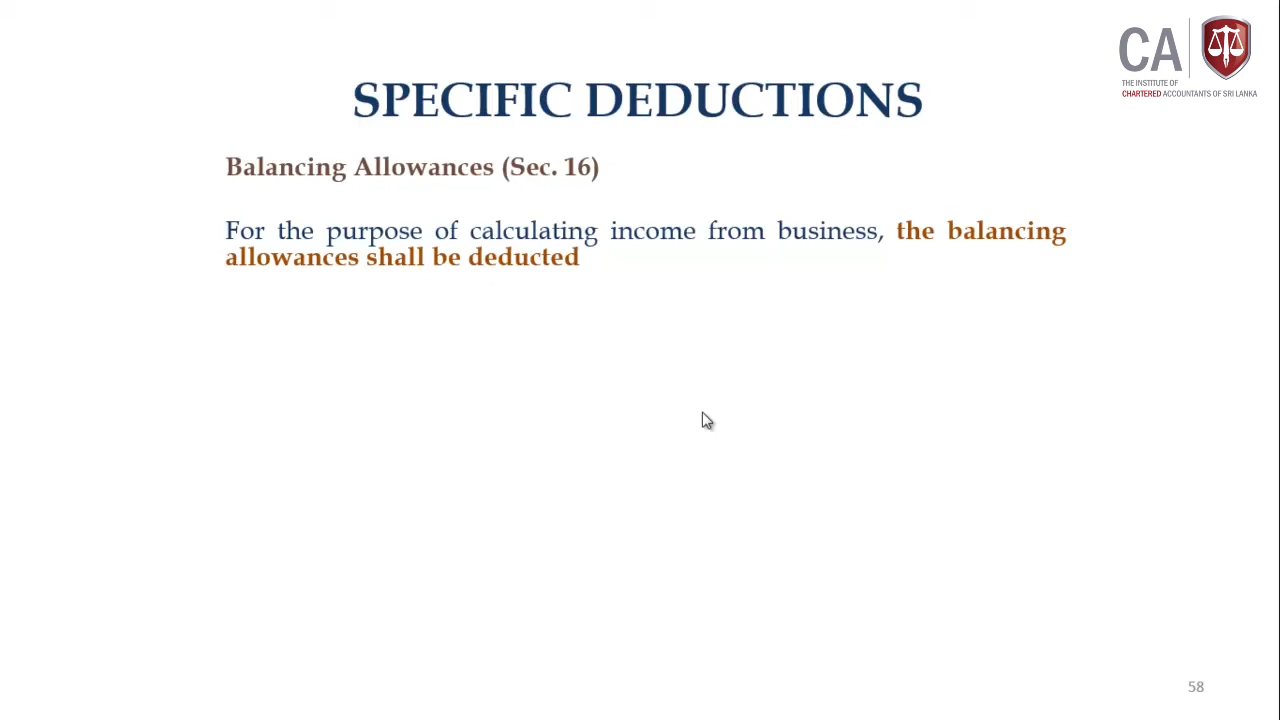 CA
THE INSTITUTE OF
CHARTERED ACCOUNTANTS OF SRI LANKA
SPECIFIC DEDUCTIONS
Balancing Allowances (Sec. 16)
For the purpose of calculating income from business, the balancing
allowances shall be deducted
58